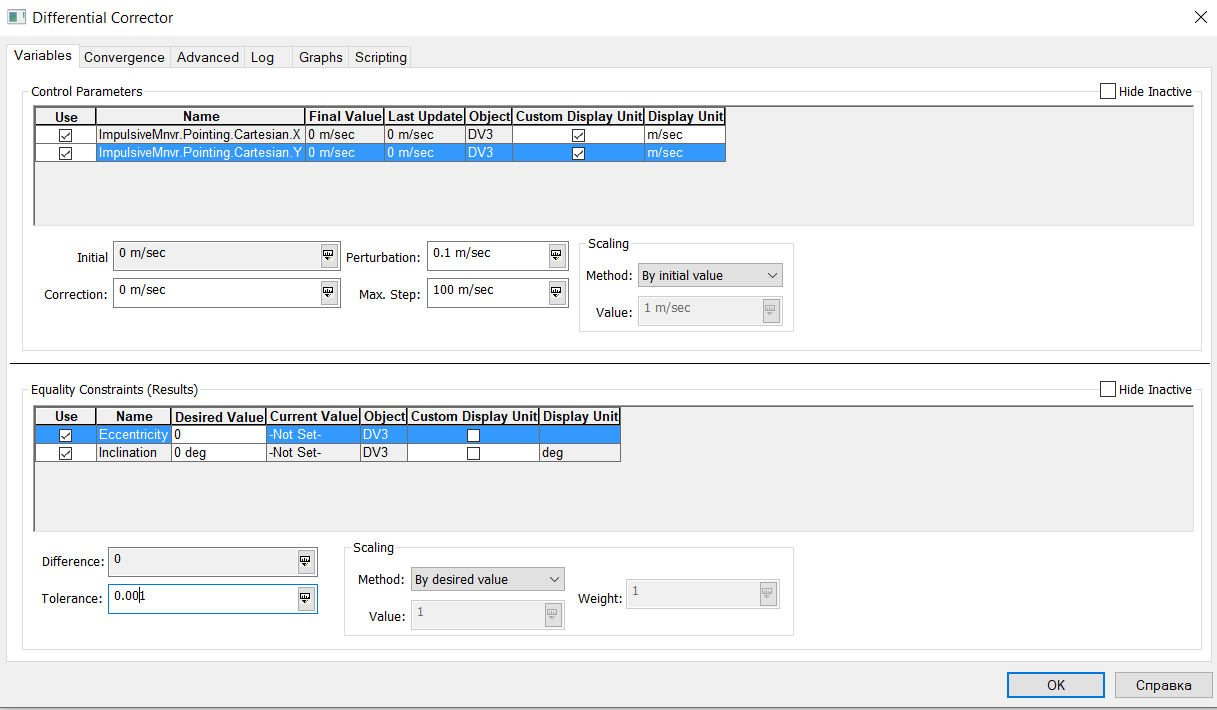 Differential Corrector
Variables Convergence Advanced Log Graphs Scripting
Control Parameters Hide Inactive
Use Name Final Value Last Update Object Custom Display Unit Display Unit
ImpulsiveMnvr.Pointing.Cartesian.X 0 m/sec 0 m/sec DV3 m/sec
ImpulsiveMnvr.Pointing.Cartesian.Y 0 m/sec 0 m/sec DV3 m/sec
Scaling
Initial 0 m/sec Perturbation: 0.1 m/sec
Method: By initial value
Correction: 0 m/sec Max. Step: 100 m/sec
Value: 1 m/sec
Equality Constraints (Results) Hide Inactive
Use Name Desired Value Current Value Object Custom Display Unit Display Unit
Eccentricity 0 -Not Set- DV3
Inclination 0 deg -Not Set- DV3 deg
Scaling
Difference: 0
Method: By desired value
Tolerance: 0.001
Weight: 1
Value: 1
OK Справка